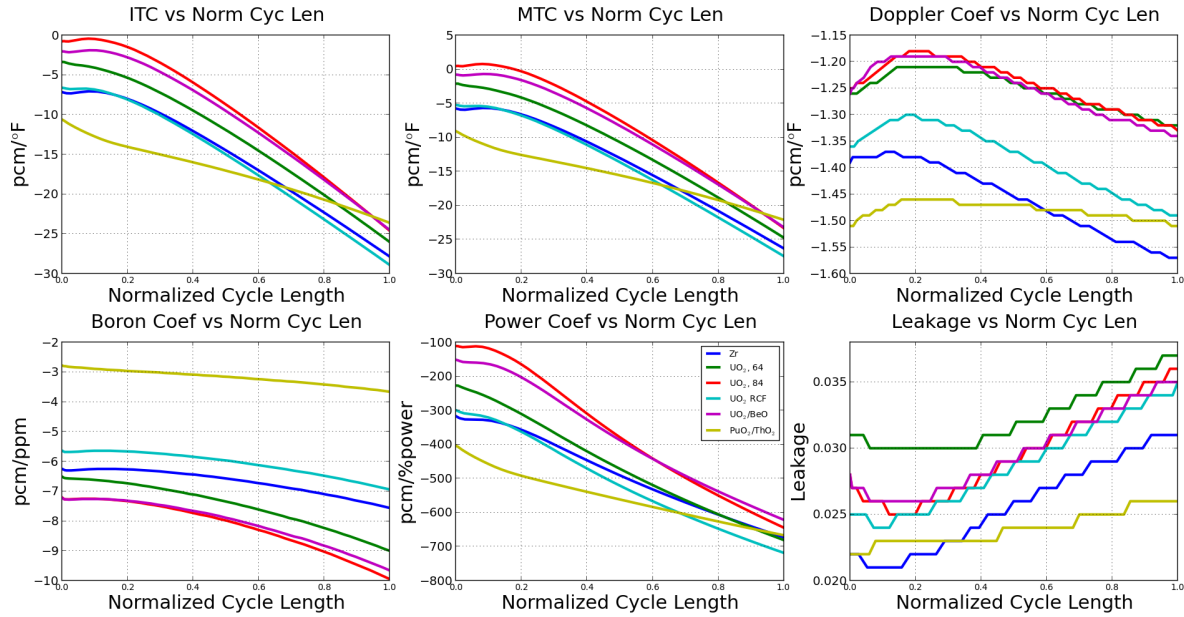 ITC vs Norm Cyc Len
MTC vs Norm Cyc Len
Doppler Coef vs Norm Cyc Len
pcm/°F
0
−5
−10
−15
−20
−25
−30
0.0 0.2 0.4 0.6 0.8 1.0
Normalized Cycle Length
pcm/°F
5
0
−5
−10
−15
−20
−25
−30
0.0 0.2 0.4 0.6 0.8 1.0
Normalized Cycle Length
pcm/°F
−1.15
−1.20
−1.25
−1.30
−1.35
−1.40
−1.45
−1.50
−1.55
−1.60
0.0 0.2 0.4 0.6 0.8 1.0
Normalized Cycle Length
Boron Coef vs Norm Cyc Len
Power Coef vs Norm Cyc Len
Leakage vs Norm Cyc Len
pcn/ppm
−2
−3
−4
−5
−6
−7
−8
−9
−10
0.0 0.2 0.4 0.6 0.8 1.0
Normalized Cycle Length
pcm/%power
−100
−200
−300
−400
−500
−600
−700
−800
Zr
UO₂, 64
UO₂, 84
UO₂ RCF
UO₂/BeO
PuO₂/ThO₂
0.0 0.2 0.4 0.6 0.8 1.0
Normalized Cycle Length
Leakage
0.035
0.030
0.025
0.020
0.0 0.2 0.4 0.6 0.8 1.0
Normalized Cycle Length